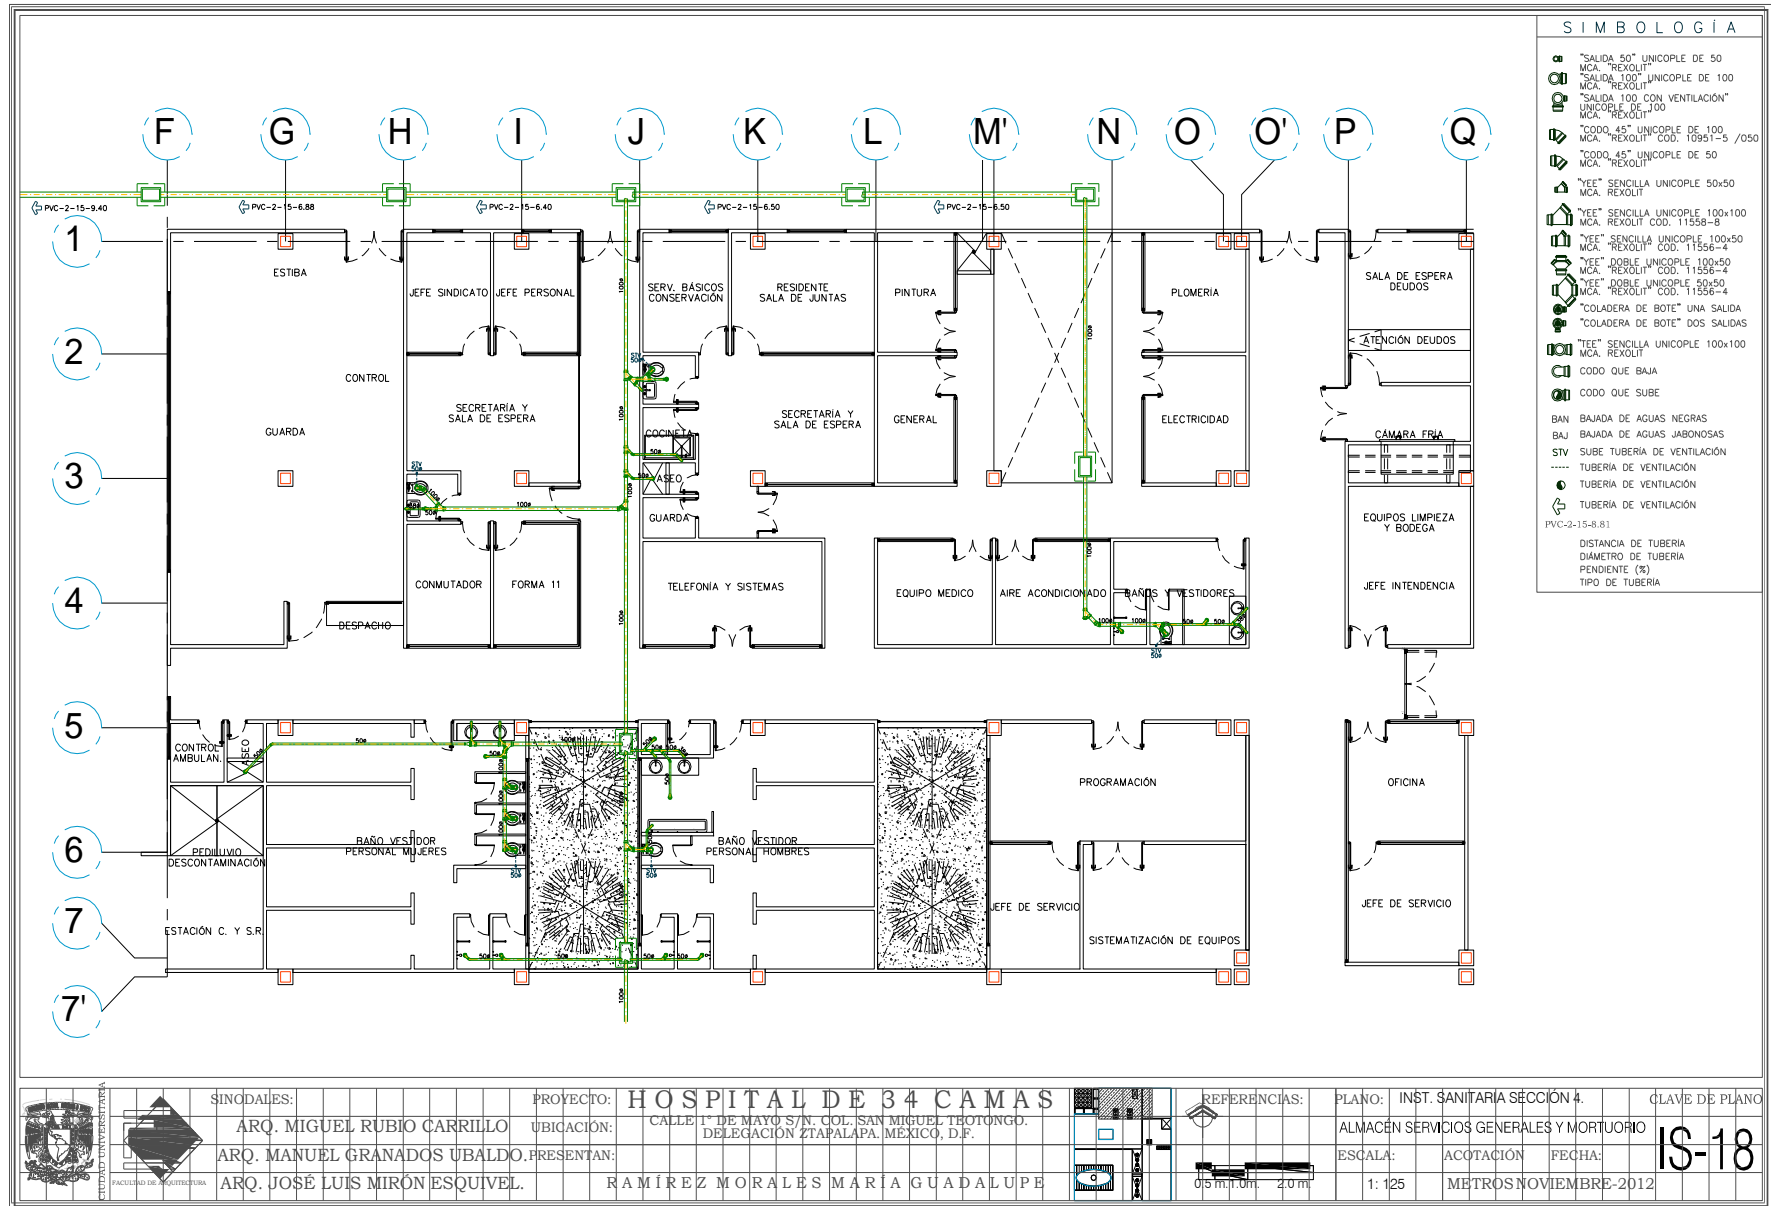 SIMBOLOGÍA
"SALIDA 50" UNICOPLE DE 50
MCA. "REXOLIT"
"SALIDA 100" UNICOPLE DE 100
MCA. "REXOLIT"
"SALIDA 100 CON VENTILACIÓN"
UNICOPLE DE 100
MCA. "REXOLIT"
"CODO 45" UNICOPLE DE 100
MCA. "REXOLIT" COD. 10951-5 /050
"CODO 45" UNICOPLE DE 50
MCA. "REXOLIT"
"YEE" SENCILLA UNICOPLE 50x50
MCA. REXOLIT
"YEE" SENCILLA UNICOPLE 100x100
MCA. REXOLIT COD. 11558-8
"YEE" SENCILLA UNICOPLE 100x50
MCA. "REXOLIT" COD. 11556-4
"YEE" DOBLE UNICOPLE 100x50
MCA. "REXOLIT" COD. 11556-4
"YEE" DOBLE UNICOPLE 50x50
MCA. "REXOLIT" COD. 11556-4
"COLADERA DE BOTE" UNA SALIDA
"COLADERA DE BOTE" DOS SALIDAS
"TEE" SENCILLA UNICOPLE 100x100
MCA. REXOLIT
CODO QUE BAJA
CODO QUE SUBE
BAN BAJADA DE AGUAS NEGRAS
BAJ BAJADA DE AGUAS JABONOSAS
STV SUBE TUBERÍA DE VENTILACIÓN
TUBERÍA DE VENTILACIÓN
TUBERÍA DE VENTILACIÓN
TUBERÍA DE VENTILACIÓN
PVC-2-15-8.81
DISTANCIA DE TUBERÍA
DIÁMETRO DE TUBERÍA
PENDIENTE (%)
TIPO DE TUBERÍA
F G H I J K L M' N O O' P Q
PVC-2-15-9.40 PVC-2-15-6.88 PVC-2-15-6.40 PVC-2-15-6.50 PVC-2-15-6.50
1
2
3
4
5
6
7
7'
ESTIBA
JEFE SINDICATO
JEFE PERSONAL
SERV. BÁSICOS
CONSERVACIÓN
RESIDENTE
SALA DE JUNTAS
PINTURA
PLOMERÍA
SALA DE ESPERA
DEUDOS
ATENCIÓN DEUDOS
CONTROL
SECRETARÍA Y
SALA DE ESPERA
SECRETARÍA Y
SALA DE ESPERA
GENERAL
ELECTRICIDAD
GUARDA
COCINETA
CÁMARA FRÍA
ASEO
GUARDA
EQUIPOS LIMPIEZA
Y BODEGA
CONMUTADOR
FORMA 11
TELEFONÍA Y SISTEMAS
EQUIPO MEDICO
AIRE ACONDICIONADO
BAÑOS Y VESTIDORES
JEFE INTENDENCIA
DESPACHO
CONTROL
AMBULAN.
ASEO
PROGRAMACIÓN
OFICINA
PEDILUVIO
DESCONTAMINACIÓN
BAÑO VESTIDOR
PERSONAL MUJERES
BAÑO VESTIDOR
PERSONAL HOMBRES
JEFE DE SERVICIO
JEFE DE SERVICIO
ESTACIÓN C. Y S.R.
SISTEMATIZACIÓN DE EQUIPOS
CIUDAD UNIVERSITARIA
FACULTAD DE ARQUITECTURA
SINODALES:
ARQ. MIGUEL RUBIO CARRILLO
ARQ. MANUEL GRANADOS UBALDO.
ARQ. JOSÉ LUIS MIRÓN ESQUIVEL.
PROYECTO: HOSPITAL DE 34 CAMAS
UBICACIÓN: CALLE 1° DE MAYO S/N. COL. SAN MIGUEL TEOTONGO.
DELEGACIÓN ZTAPALAPA. MÉXICO, D.F.
PRESENTAN:
RAMÍREZ MORALES MARÍA GUADALUPE
REFERENCIAS:
0.5 m. 1.0m. 2.0 m.
PLANO: INST. SANITARIA SECCIÓN 4.
ALMACÉN SERVICIOS GENERALES Y MORTUORIO
ESCALA: ACOTACIÓN FECHA:
1: 125 METROS NOVIEMBRE-2012
CLAVE DE PLANO
IS-18